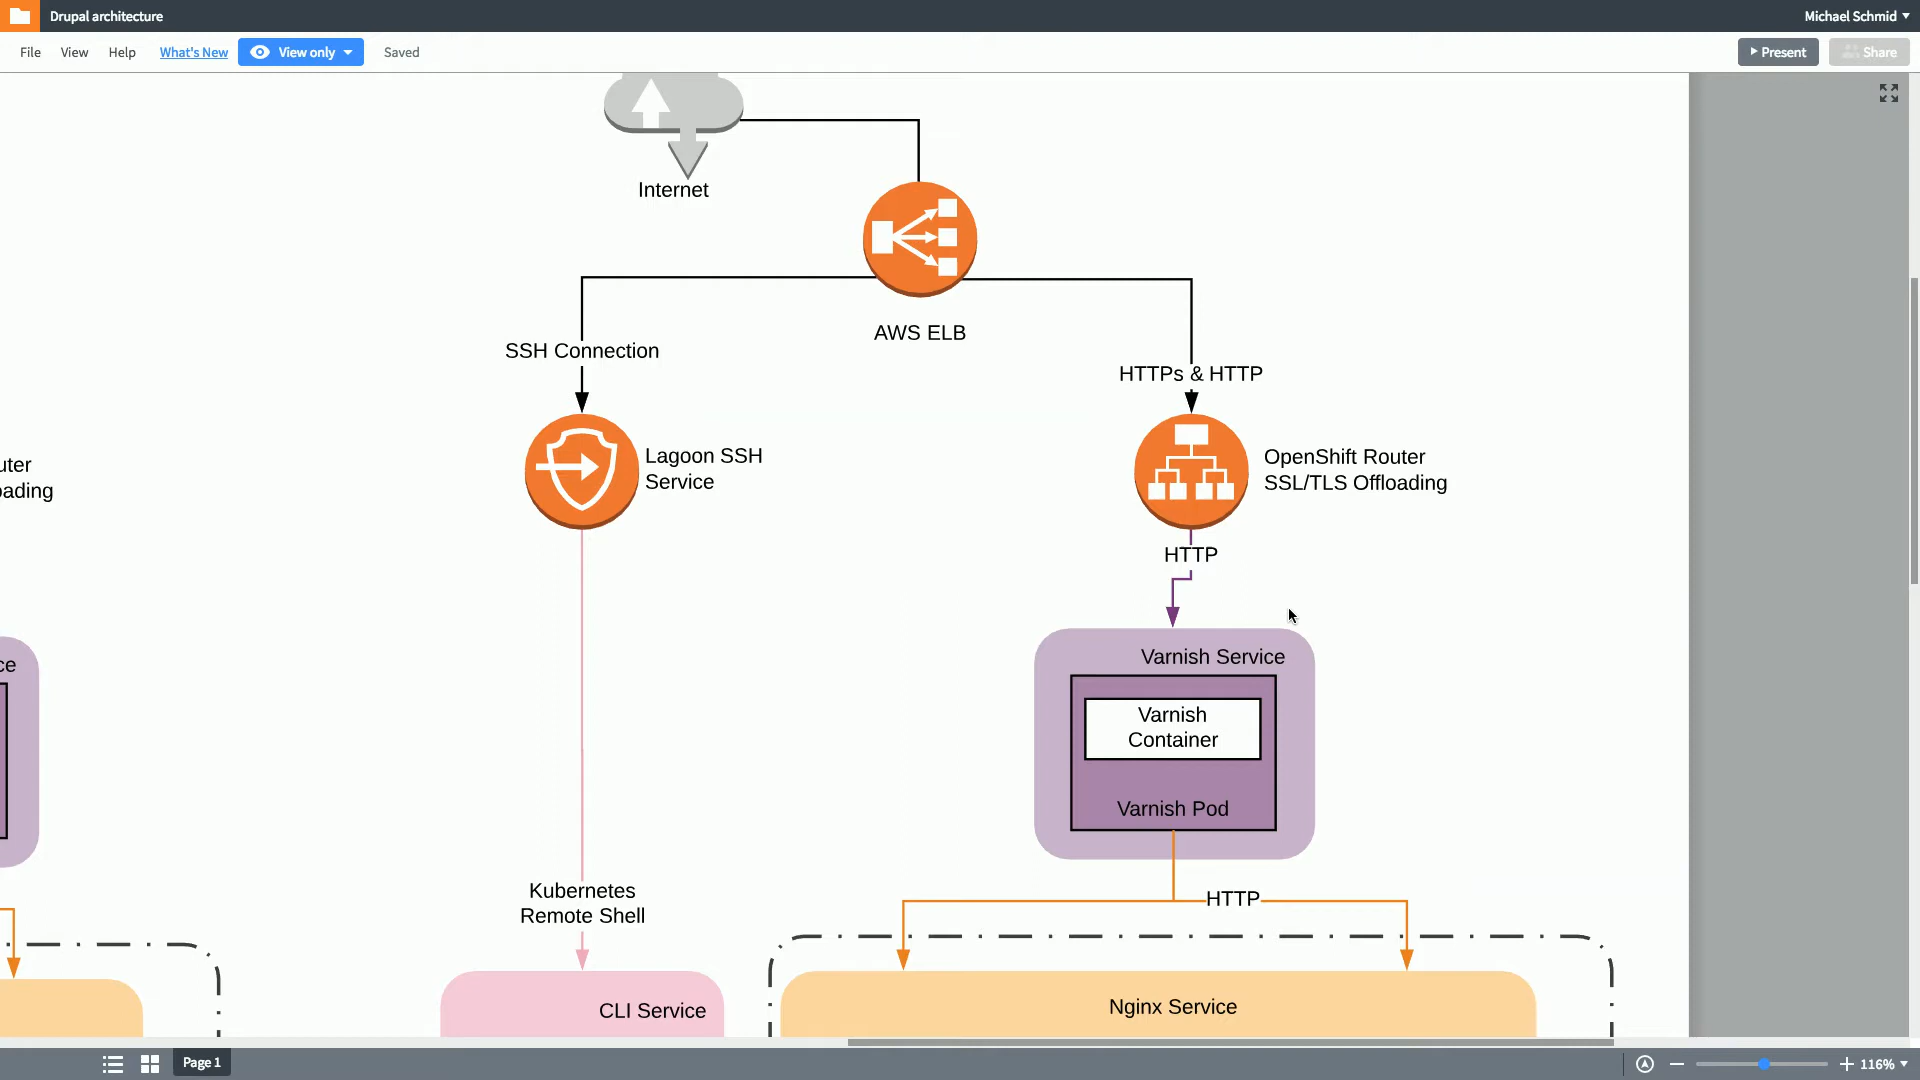 Drupal architecture
Michael Schmid
File
View
Help
What's New
View only
Saved
Present
Share
Internet
AWS ELB
SSH Connection
HTTPs & HTTP
Lagoon SSH
Service
OpenShift Router
SSL/TLS Offloading
uter
oading
HTTP
ce
Varnish Service
Varnish
Container
Varnish Pod
Kubernetes
Remote Shell
HTTP
CLI Service
Nginx Service
Page 1
116%